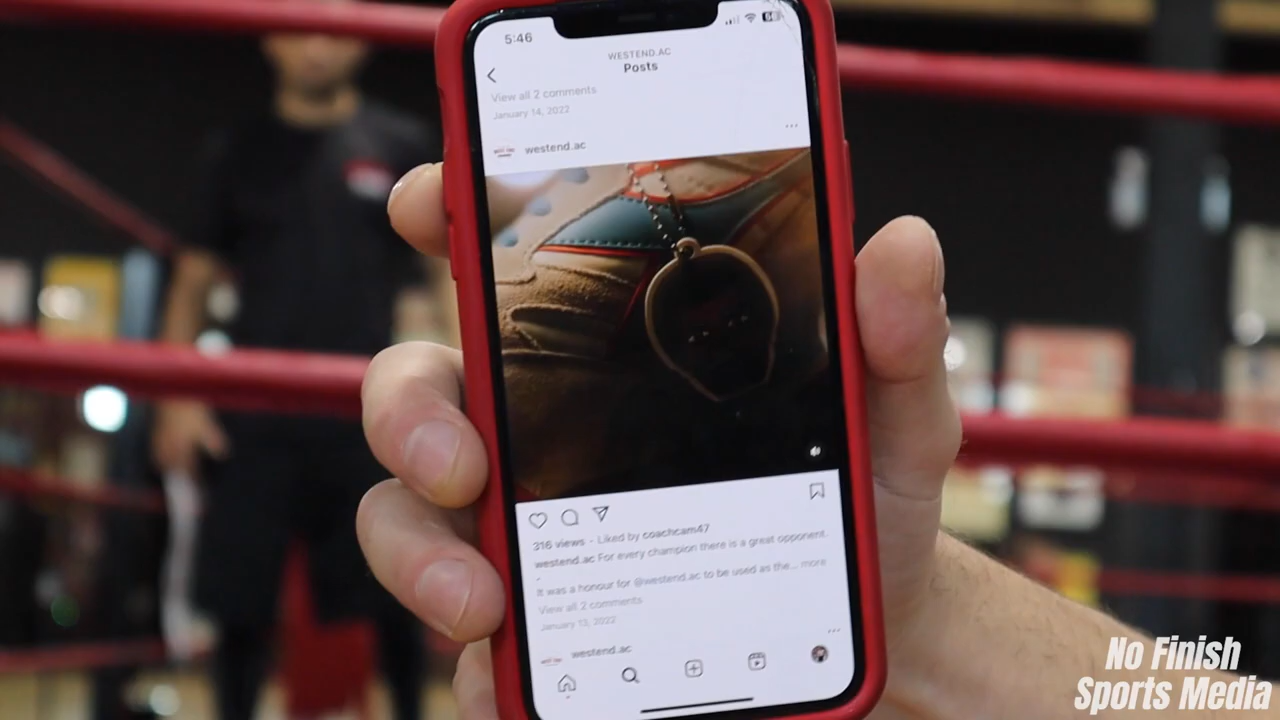 5:46
WESTEND.AC
Posts
View all 2 comments
January 14, 2022
westend.ac
316 views · Liked by coachcam47
westend.ac For every champion there is a great opponent.
-
It was a honour for @westend.ac to be used as the... more
View all 2 comments
January 13, 2022
westend.ac
No Finish
Sports Media